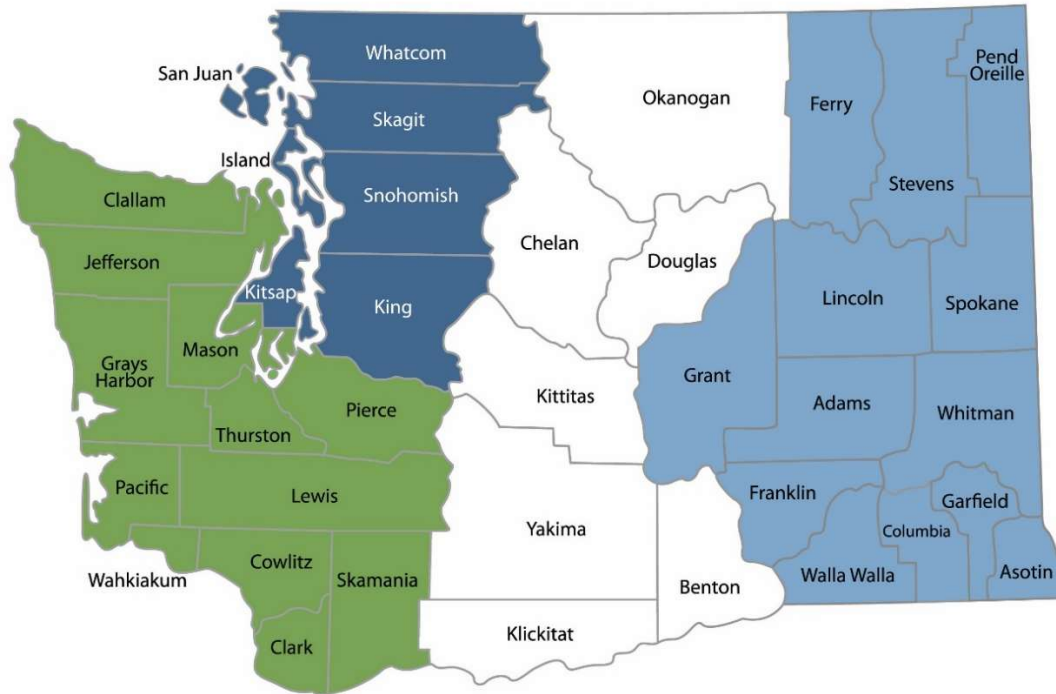 Whatcom
San Juan
Pend
Oreille
Okanogan
Ferry
Skagit
Island
Stevens
Clallam
Snohomish
Chelan
Jefferson
Douglas
Kitsap
Lincoln
Spokane
King
Mason
Grays
Harbor
Grant
Kittitas
Pierce
Adams
Whitman
Thurston
Pacific
Lewis
Franklin
Garfield
Yakima
Columbia
Wahkiakum
Cowlitz
Skamania
Walla Walla
Asotin
Benton
Klickitat
Clark